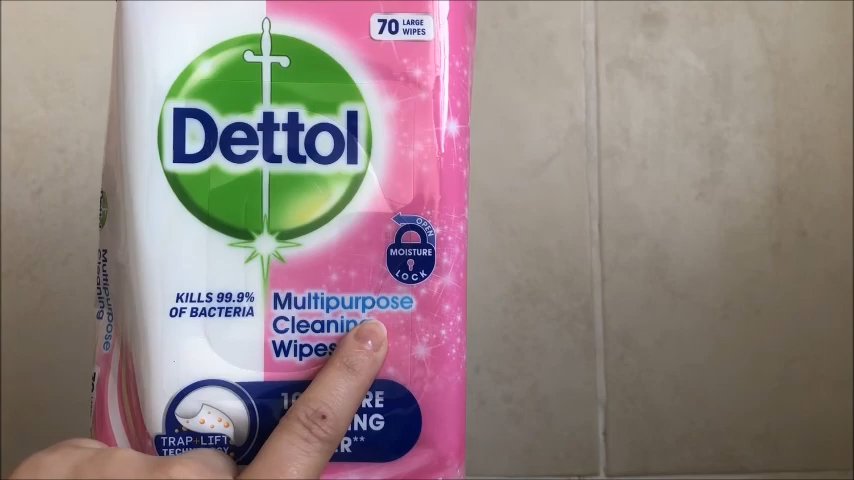 70 LARGE
WIPES
Dettol
OPEN
MOISTURE
LOCK
KILLS 99.9%
OF BACTERIA
Multipurpose
Cleaning
Wipes
TRAP+LIFT
TECHNOLOGY
Multipurpose
Cleaning